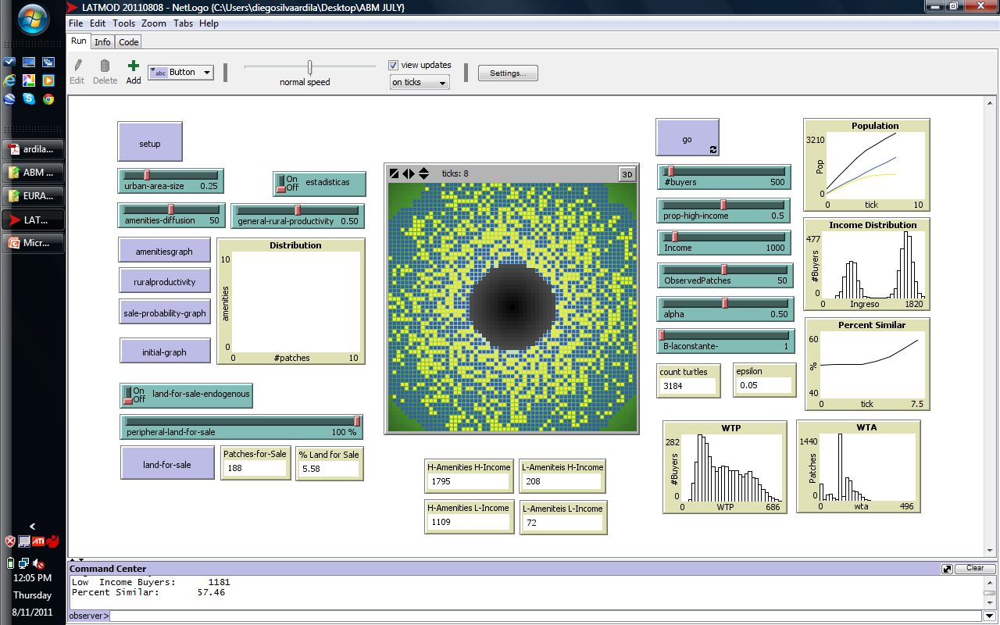 LATMOD 20110808 - NetLogo {C:\Users\diegosilvaardila\Desktop\ABM JULY}
File Edit Tools Zoom Tabs Help
Run Info Code
Edit Delete Add abc Button normal speed view updates on ticks Settings...
ardila...
ABM ...
EURA...
LAT...
Micr...
setup
urban-area-size 0.25
On
Off
estadisticas
amenities-diffusion 50
general-rural-productivity 0.50
amenitiesgraph
ruralproductivity
sale-probability-graph
initial-graph
Distribution
10
amenities
0
0 #patches 10
On
Off
land-for-sale-endogenous
peripheral-land-for-sale 100 %
land-for-sale
Patches-for-Sale
188
% Land for Sale
5.58
ticks: 8
3D
H-Amenities H-Income
1795
L-Ameniteis H-Income
208
H-Amenities L-Income
1109
L-Ameniteis L-Income
72
go
#buyers 500
prop-high-income 0.5
Income 1000
ObservedPatches 50
alpha 0.50
B-laconstante- 1
count turtles
3184
epsilon
0.05
Population
3210
Pop
0
0 tick 10
Income Distribution
477
#Buyers
0
0 Ingreso 1820
Percent Similar
60
%
40
0 tick 7.5
WTP
282
#Buyers
0
0 WTP 686
WTA
1440
Patches
0
0 wta 496
ATI
12:05 PM
Thursday
8/11/2011
Command Center
Clear
Low Income Buyers: 1181
Percent Similar: 57.46
observer>